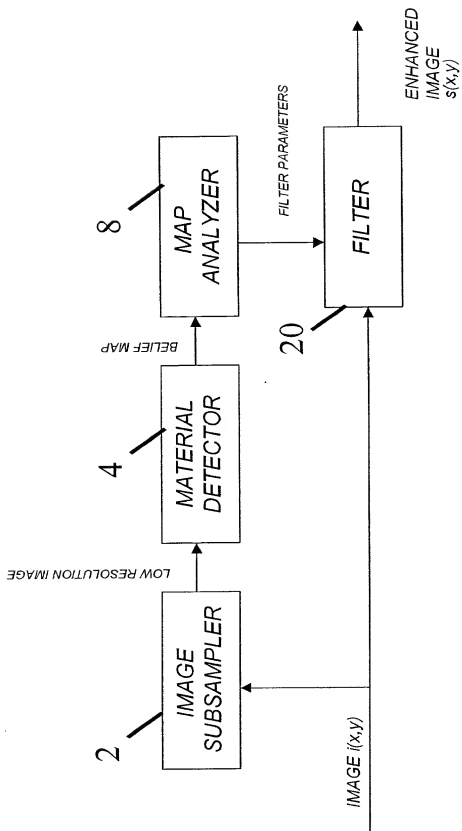 2
IMAGE
SUBSAMPLER
LOW RESOLUTION IMAGE
4
MATERIAL
DETECTOR
BELIEF MAP
8
MAP
ANALYZER
FILTER PARAMETERS
20
FILTER
IMAGE i(x,y)
ENHANCED
IMAGE
s(x,y)